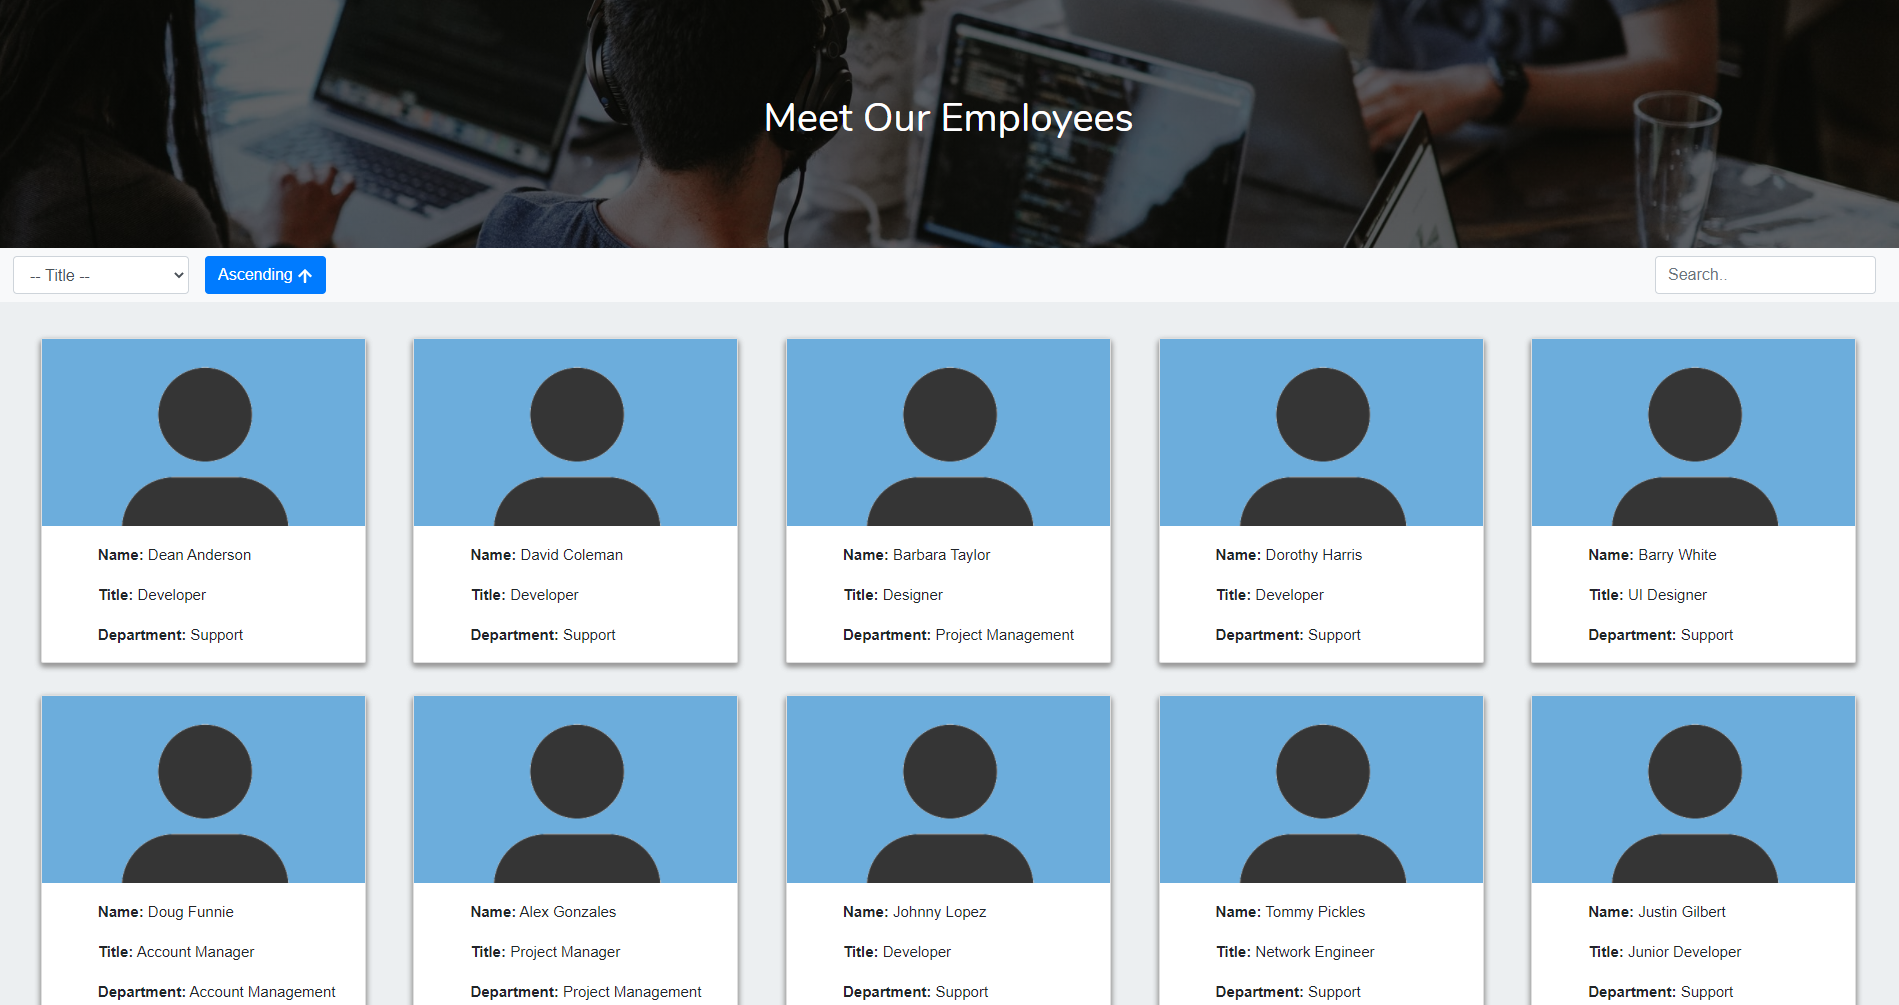 Meet Our Employees
-- Title --
Ascending
Search..
Name: Dean Anderson
Title: Developer
Department: Support
Name: David Coleman
Title: Developer
Department: Support
Name: Barbara Taylor
Title: Designer
Department: Project Management
Name: Dorothy Harris
Title: Developer
Department: Support
Name: Barry White
Title: UI Designer
Department: Support
Name: Doug Funnie
Title: Account Manager
Department: Account Management
Name: Alex Gonzales
Title: Project Manager
Department: Project Management
Name: Johnny Lopez
Title: Developer
Department: Support
Name: Tommy Pickles
Title: Network Engineer
Department: Support
Name: Justin Gilbert
Title: Junior Developer
Department: Support